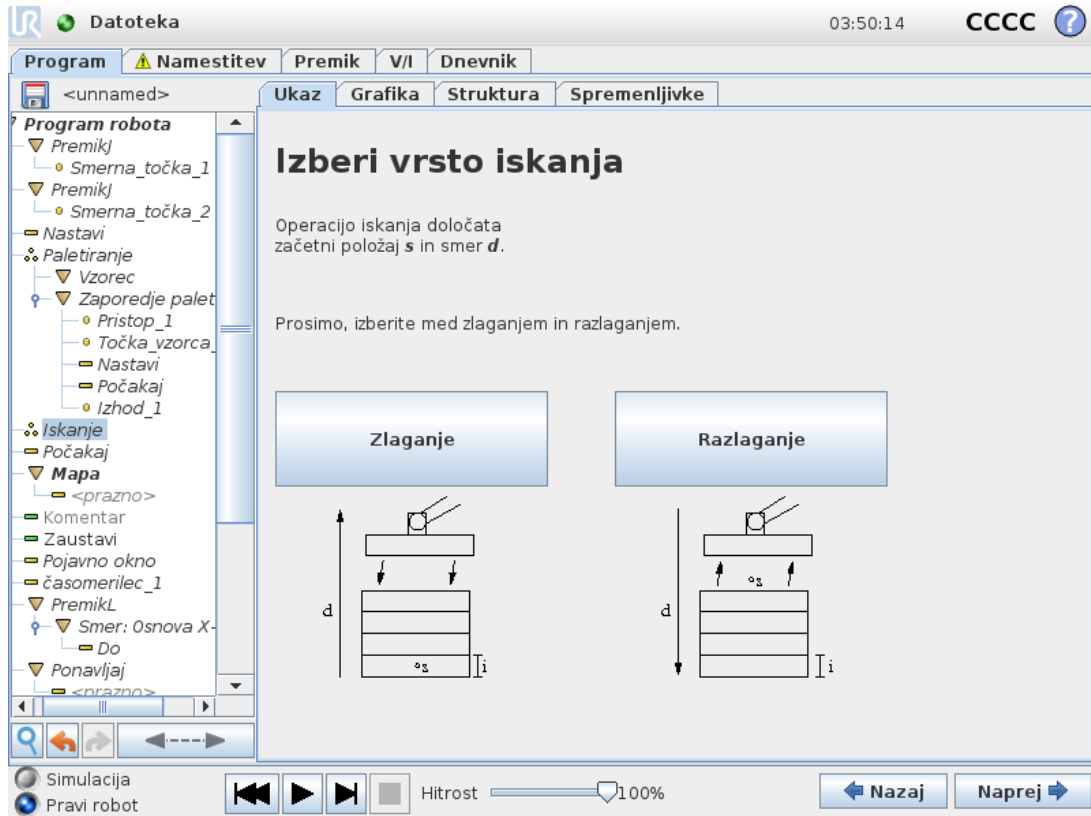 UR Datoteka 03:50:14 CCCC ?
Program Namestitev Premik V/I Dnevnik
<unnamed> Ukaz Grafika Struktura Spremenljivke
Program robota
PremikJ
Smerna_točka_1
PremikJ
Smerna_točka_2
Nastavi
Paletiranje
Vzorec
Zaporedje palet
Pristop_1
Točka_vzorca_
Nastavi
Počakaj
Izhod_1
Iskanje
Počakaj
Mapa
<prazno>
Komentar
Zaustavi
Pojavno okno
časomerilec_1
PremikL
Smer: Osnova X-
Do
Ponavljaj
<prazno>
Izberi vrsto iskanja
Operacijo iskanja določata
začetni položaj s in smer d.
Prosimo, izberite med zlaganjem in razlaganjem.
Zlaganje Razlaganje
d s i
d s i
Simulacija
Pravi robot
Hitrost 100%
Nazaj Naprej